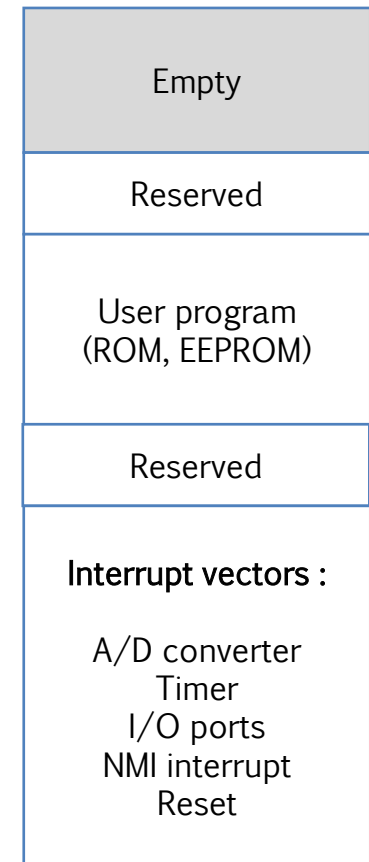 Empty
Reserved
User program
(ROM, EEPROM)
Reserved
Interrupt vectors :
A/D converter
Timer
I/O ports
NMI interrupt
Reset